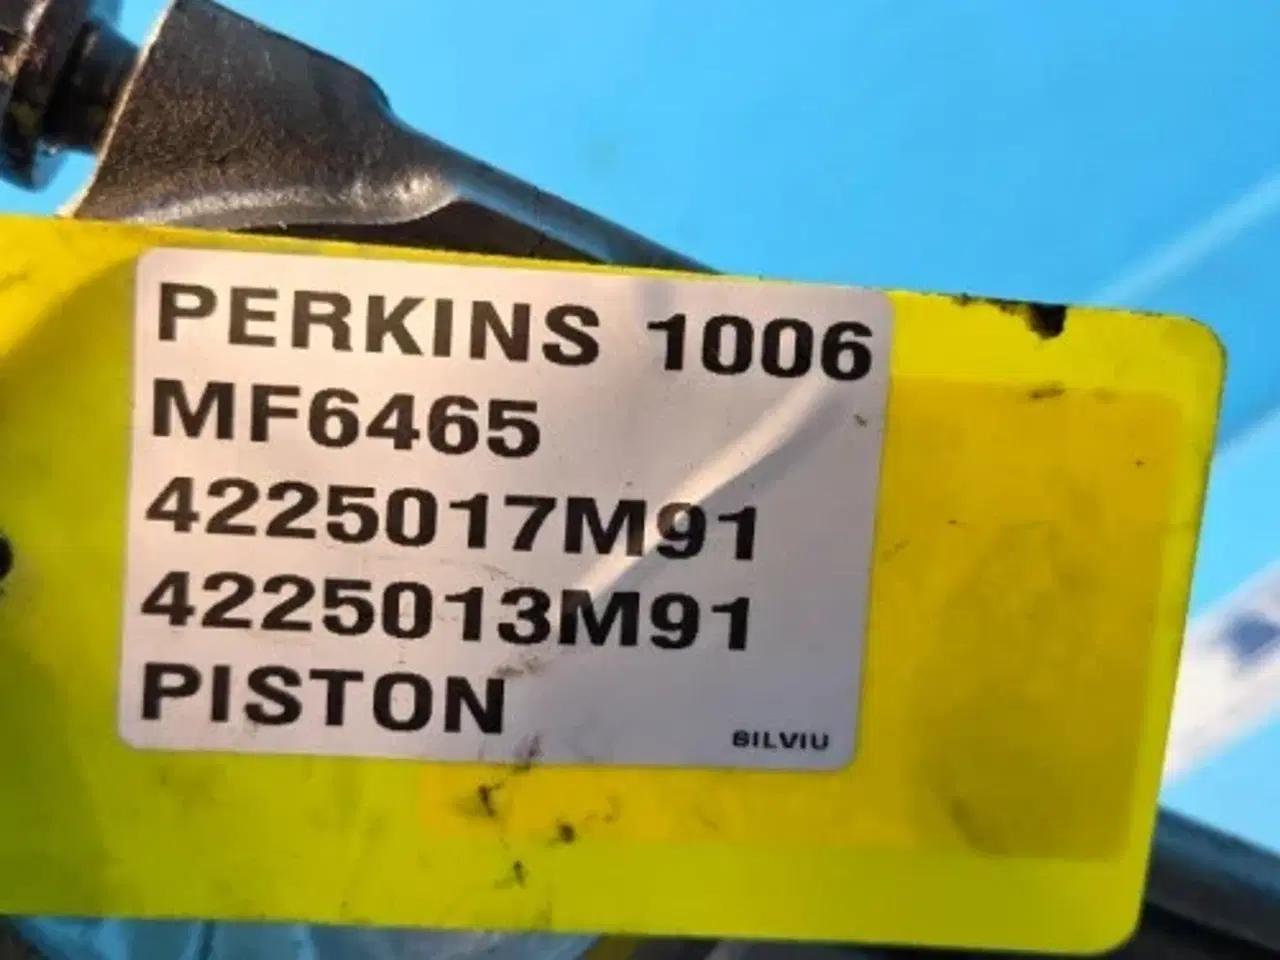 PERKINS 1006
MF6465
4225017M91
4225013M91
PISTON
SILVIU